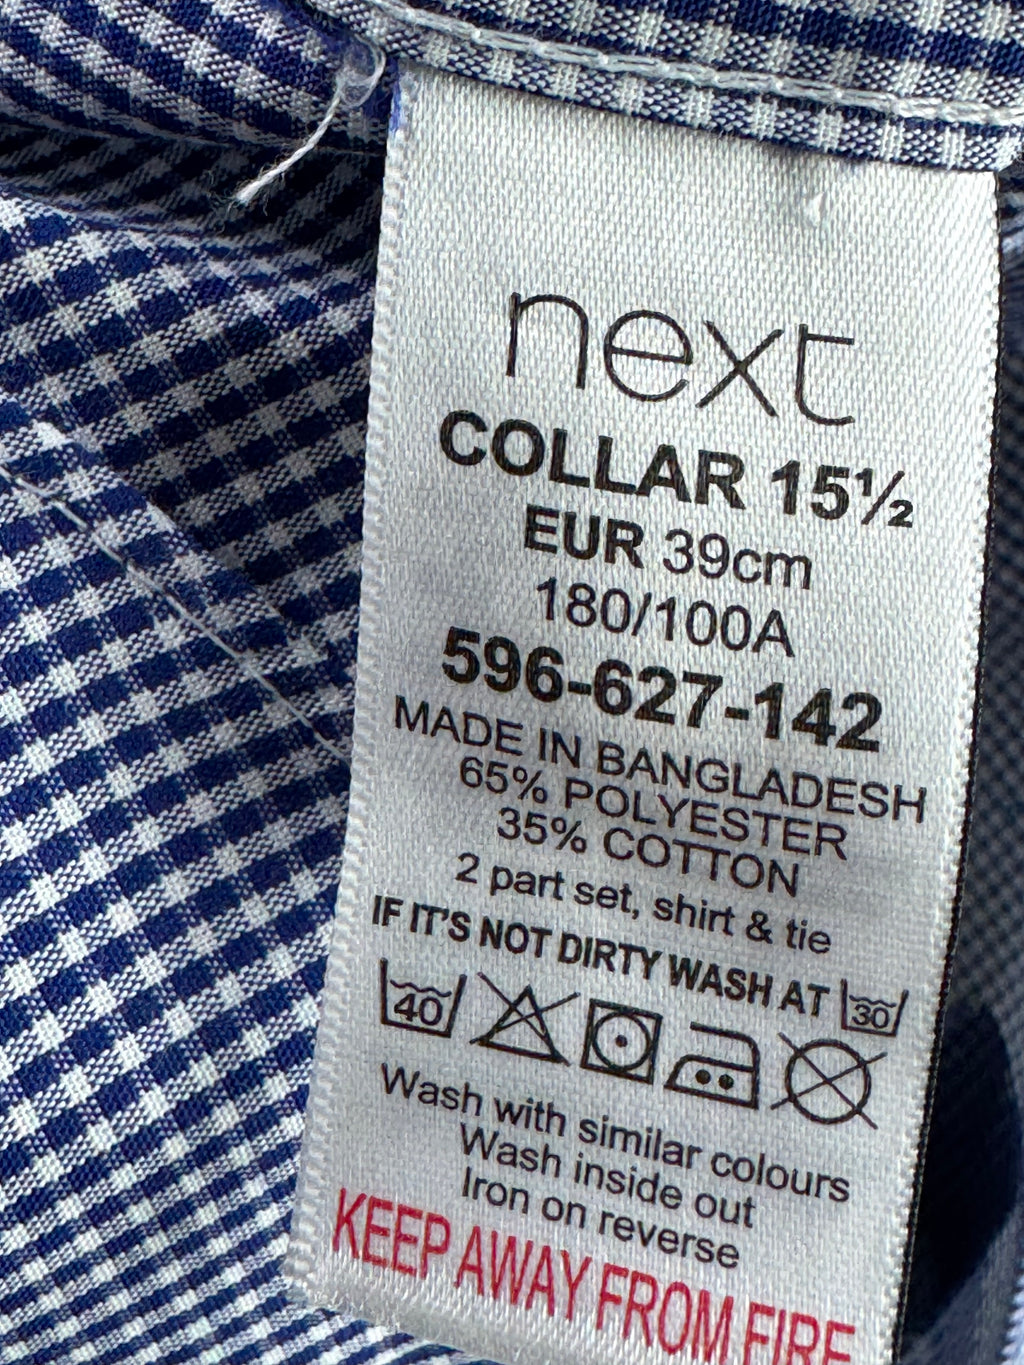 next
COLLAR 15½
EUR 39cm
180/100A
596-627-142
MADE IN BANGLADESH
65% POLYESTER
35% COTTON
2 part set, shirt & tie
IF IT'S NOT DIRTY WASH AT 30
40
Wash with similar colours
Wash inside out
Iron on reverse
KEEP AWAY FROM FIRE